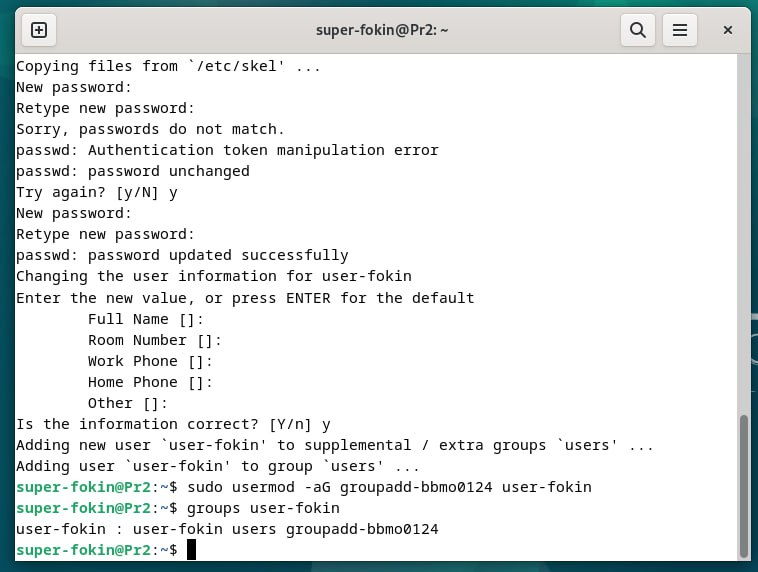 super-fokin@Pr2: ~
Copying files from `/etc/skel' ...
New password:
Retype new password:
Sorry, passwords do not match.
passwd: Authentication token manipulation error
passwd: password unchanged
Try again? [y/N] y
New password:
Retype new password:
passwd: password updated successfully
Changing the user information for user-fokin
Enter the new value, or press ENTER for the default
        Full Name []:
        Room Number []:
        Work Phone []:
        Home Phone []:
        Other []:
Is the information correct? [Y/n] y
Adding new user `user-fokin' to supplemental / extra groups `users' ...
Adding user `user-fokin' to group `users' ...
super-fokin@Pr2:~$ sudo usermod -aG groupadd-bbmo0124 user-fokin
super-fokin@Pr2:~$ groups user-fokin
user-fokin : user-fokin users groupadd-bbmo0124
super-fokin@Pr2:~$